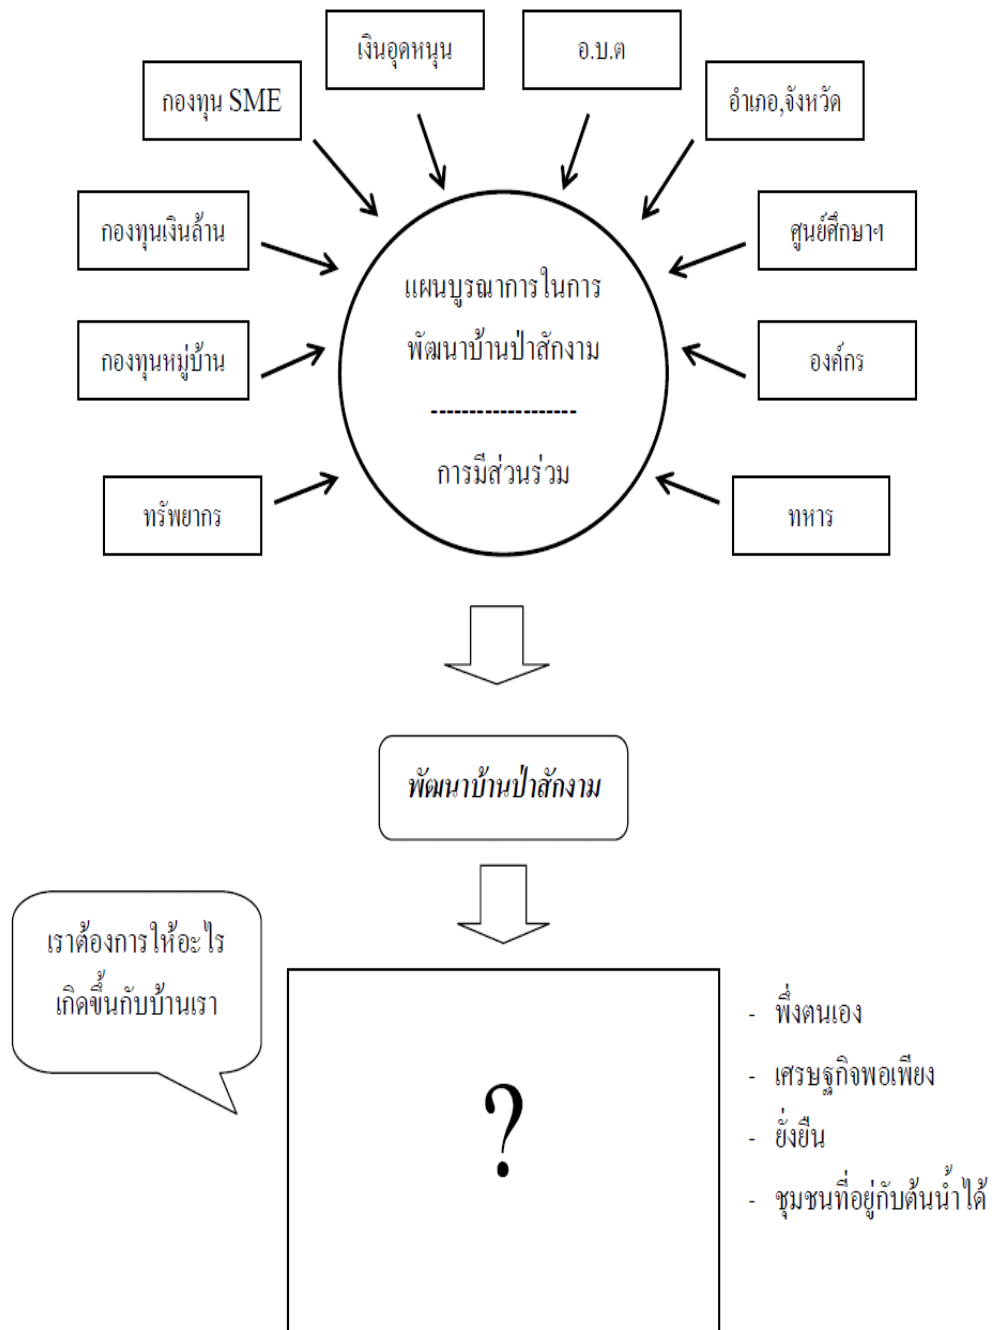 เงินอุดหนุน
อ.บ.ต
กองทุน SME
อำเภอ,จังหวัด
กองทุนเงินล้าน
ศูนย์ศึกษาฯ
แผนบูรณาการในการ
พัฒนาบ้านป่าสักงาม
-------------------
การมีส่วนร่วม
กองทุนหมู่บ้าน
องค์กร
ทรัพยากร
ทหาร
พัฒนาบ้านป่าสักงาม
เราต้องการให้อะไร
เกิดขึ้นกับบ้านเรา
?
- พึ่งตนเอง
- เศรษฐกิจพอเพียง
- ยั่งยืน
- ชุมชนที่อยู่กับต้นน้ำได้